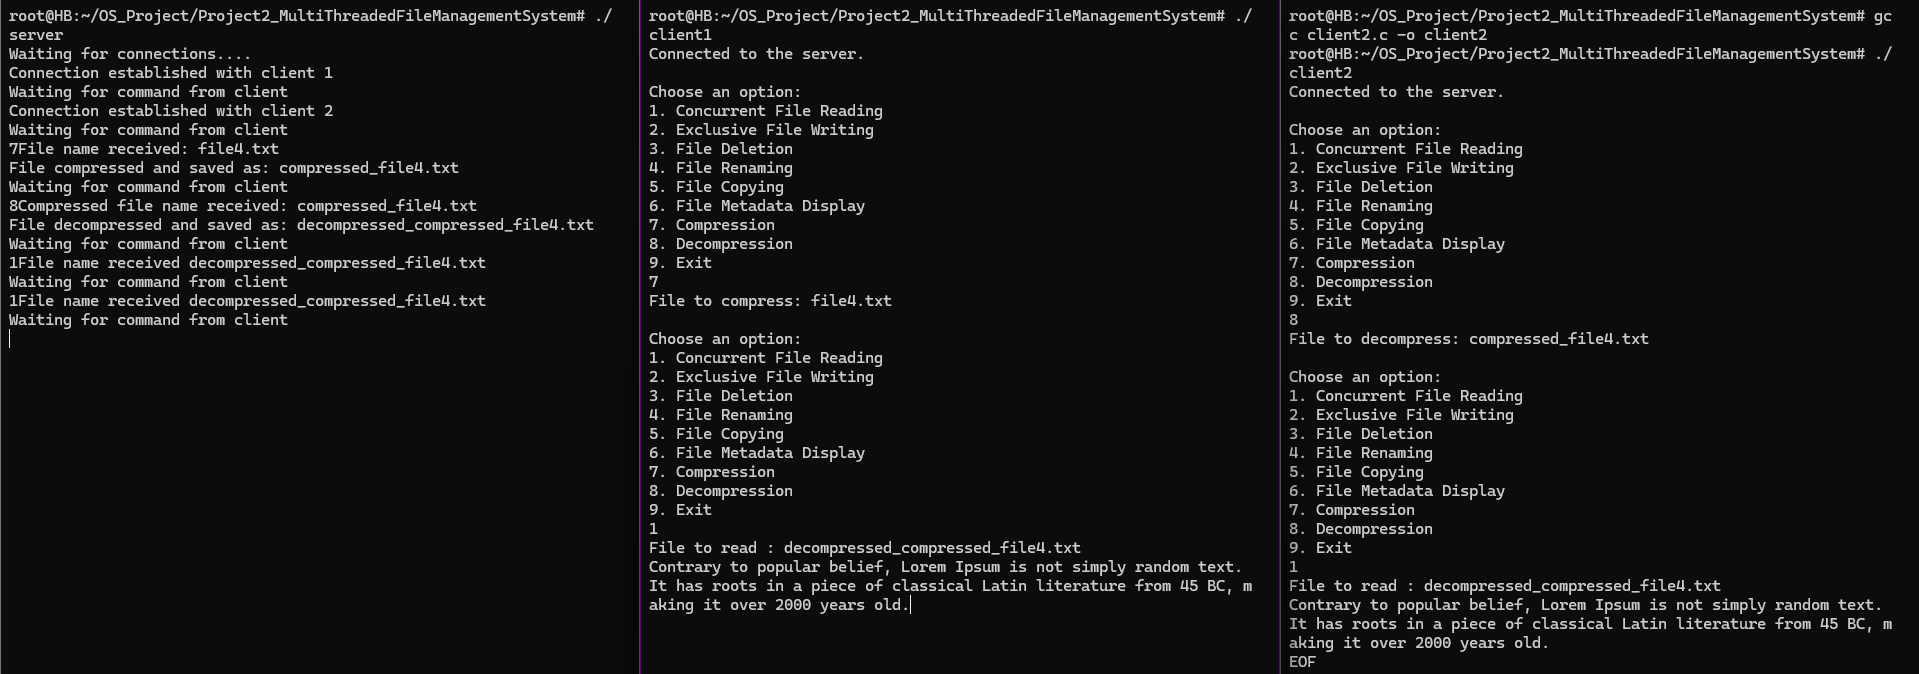 root@HB:~/OS_Project/Project2_MultiThreadedFileManagementSystem# ./
server
Waiting for connections....
Connection established with client 1
Waiting for command from client
Connection established with client 2
Waiting for command from client
7File name received: file4.txt
File compressed and saved as: compressed_file4.txt
Waiting for command from client
8Compressed file name received: compressed_file4.txt
File decompressed and saved as: decompressed_compressed_file4.txt
Waiting for command from client
1File name received decompressed_compressed_file4.txt
Waiting for command from client
1File name received decompressed_compressed_file4.txt
Waiting for command from client
root@HB:~/OS_Project/Project2_MultiThreadedFileManagementSystem# ./
client1
Connected to the server.
Choose an option:
1. Concurrent File Reading
2. Exclusive File Writing
3. File Deletion
4. File Renaming
5. File Copying
6. File Metadata Display
7. Compression
8. Decompression
9. Exit
7
File to compress: file4.txt
Choose an option:
1. Concurrent File Reading
2. Exclusive File Writing
3. File Deletion
4. File Renaming
5. File Copying
6. File Metadata Display
7. Compression
8. Decompression
9. Exit
1
File to read : decompressed_compressed_file4.txt
Contrary to popular belief, Lorem Ipsum is not simply random text.
It has roots in a piece of classical Latin literature from 45 BC, m
aking it over 2000 years old.
root@HB:~/OS_Project/Project2_MultiThreadedFileManagementSystem# gc
c client2.c -o client2
root@HB:~/OS_Project/Project2_MultiThreadedFileManagementSystem# ./
client2
Connected to the server.
Choose an option:
1. Concurrent File Reading
2. Exclusive File Writing
3. File Deletion
4. File Renaming
5. File Copying
6. File Metadata Display
7. Compression
8. Decompression
9. Exit
8
File to decompress: compressed_file4.txt
Choose an option:
1. Concurrent File Reading
2. Exclusive File Writing
3. File Deletion
4. File Renaming
5. File Copying
6. File Metadata Display
7. Compression
8. Decompression
9. Exit
1
File to read : decompressed_compressed_file4.txt
Contrary to popular belief, Lorem Ipsum is not simply random text.
It has roots in a piece of classical Latin literature from 45 BC, m
aking it over 2000 years old.
EOF